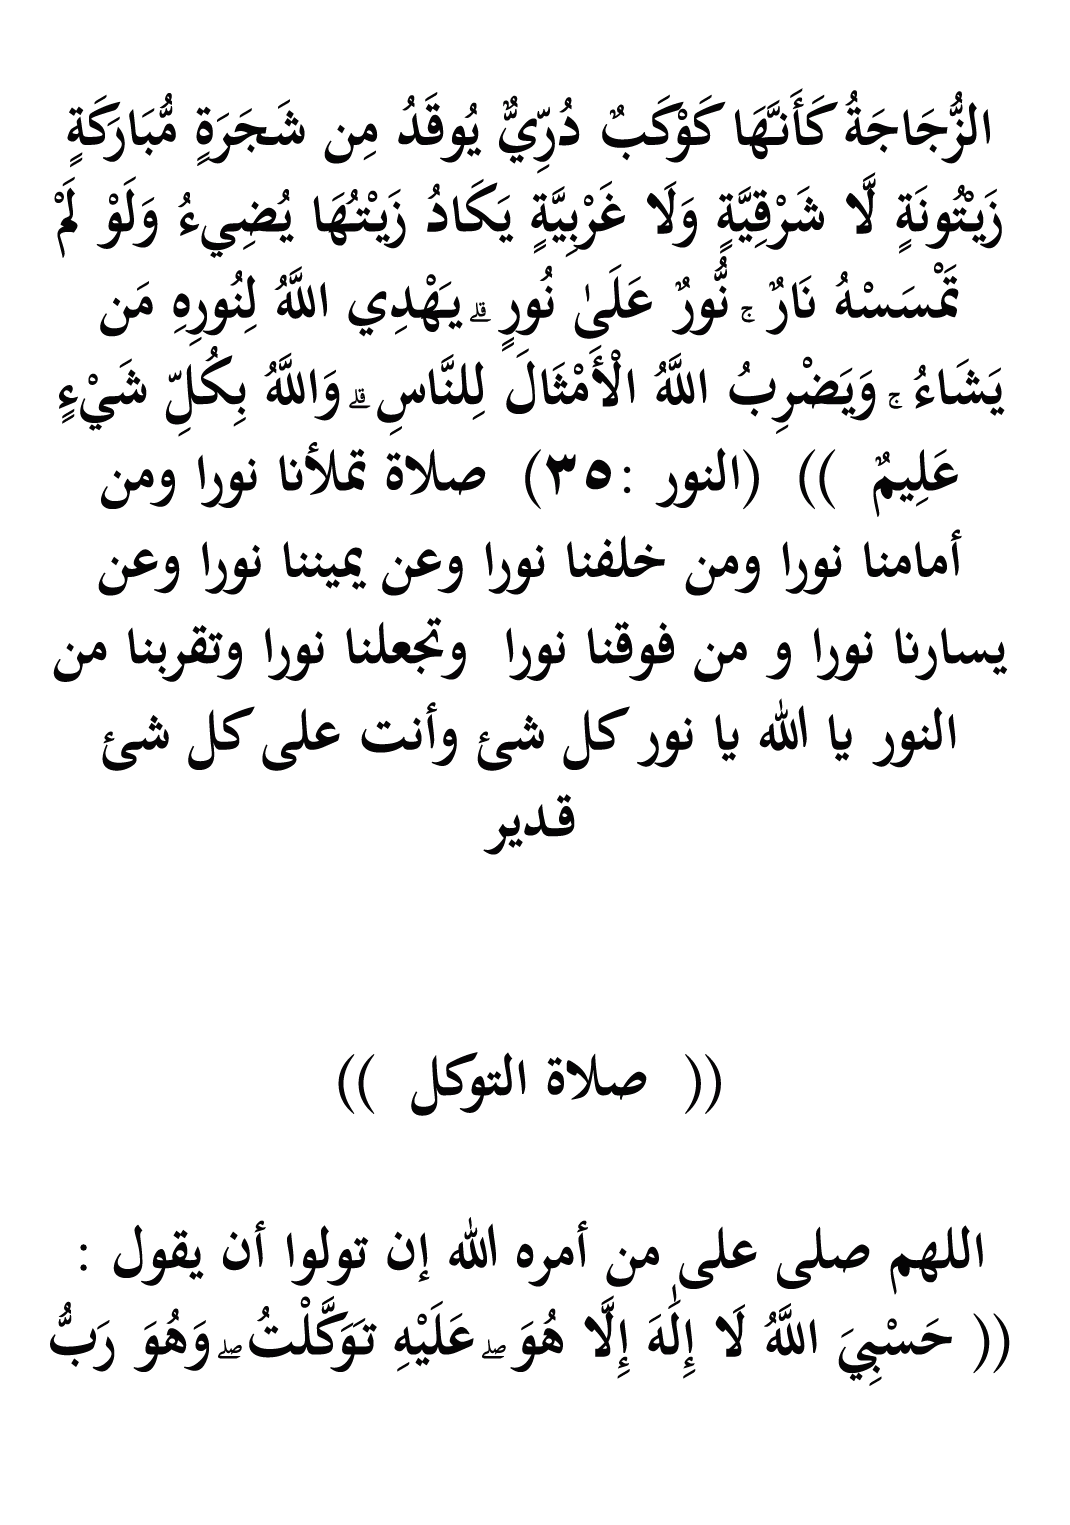 الزُّجَاجَةُ كَأَنَّهَا كَوْكَبٌ دُرِّيٌّ يُوقَدُ مِن شَجَرَةٍ مُّبَارَكَةٍ
زَيْتُونَةٍ لَّا شَرْقِيَّةٍ وَلَا غَرْبِيَّةٍ يَكَادُ زَيْتُهَا يُضِيءُ وَلَوْ لَمْ
تَمْسَسْهُ نَارٌ ۚ نُّورٌ عَلَىٰ نُورٍ ۗ يَهْدِي اللَّهُ لِنُورِهِ مَن
يَشَاءُ ۚ وَيَضْرِبُ اللَّهُ الْأَمْثَالَ لِلنَّاسِ ۗ وَاللَّهُ بِكُلِّ شَيْءٍ
عَلِيمٌ )) (النور :٣٥) صلاة تملأنا نورا ومن
أمامنا نورا ومن خلفنا نورا وعن يميننا نورا وعن
يسارنا نورا و من فوقنا نورا وتجعلنا نورا وتقربنا من
النور يا الله يا نور كل شئ وأنت على كل شئ
قدير
(( صلاة التوكل ))
اللهم صلى على من أمره الله إن تولوا أن يقول :
(( حَسْبِيَ اللَّهُ لَا إِلَٰهَ إِلَّا هُوَ ۖ عَلَيْهِ تَوَكَّلْتُ ۖ وَهُوَ رَبُّ